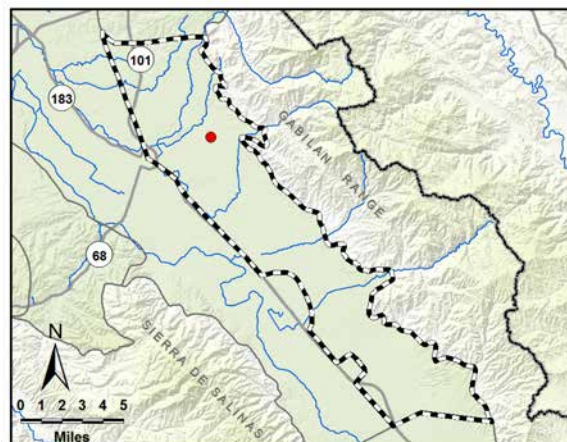 101
183
GABILAN RANGE
68
SIERRA DE SALINAS
N
0 1 2 3 4 5
Miles